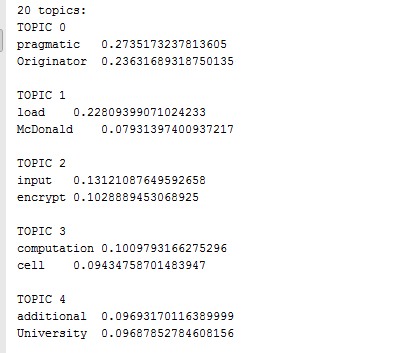 20 topics:
TOPIC 0
pragmatic 0.2735173237813605
Originator 0.23631689318750135
TOPIC 1
load 0.22809399071024233
McDonald 0.07931397400937217
TOPIC 2
input 0.13121087649592658
encrypt 0.1028889453068925
TOPIC 3
computation 0.1009793166275296
cell 0.09434758701483947
TOPIC 4
additional 0.09693170116389999
University 0.09687852784608156